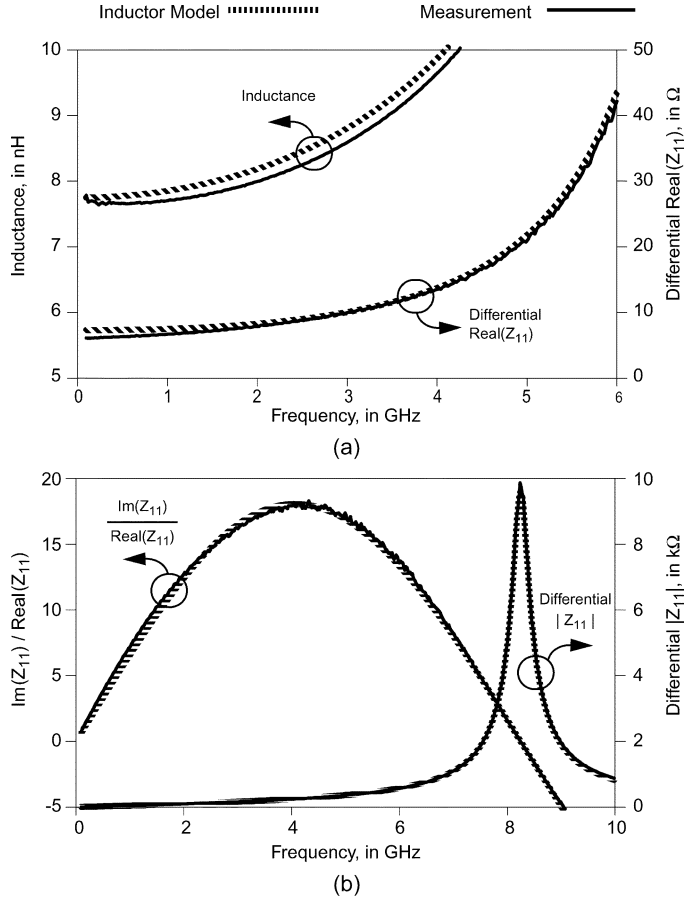 Inductor Model Measurement
10 50
Inductance
9 40
8 30
7 20
6 10
Differential
Real(Z11)
5 0
Inductance, in nH
Differential Real(Z11), in Ω
0 1 2 3 4 5 6
Frequency, in GHz
(a)
20 10
Im(Z11)
Real(Z11)
15 8
10 6
Differential
| Z11 |
5 4
0 2
-5 0
Im(Z11) / Real(Z11)
Differential |Z11|, in kΩ
0 2 4 6 8 10
Frequency, in GHz
(b)